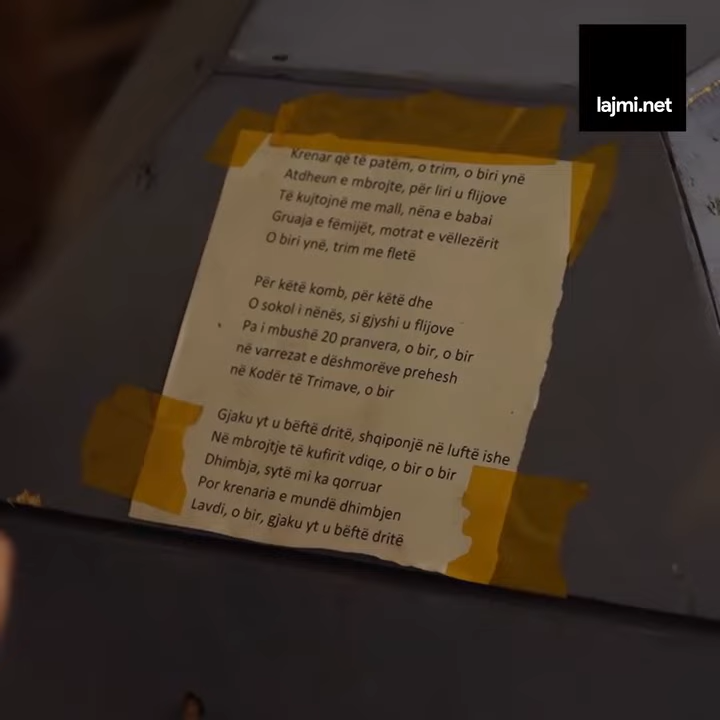 lajmi.net
Krenar që të patëm, o trim, o biri ynë
Atdheun e mbrojte, për liri u flijove
Të kujtojnë me mall, nëna e babai
Gruaja e fëmijët, motrat e vëllezërit
O biri ynë, trim me fletë
Për këtë komb, për këtë dhe
O sokol i nënës, si gjyshi u flijove
Pa i mbushë 20 pranvera, o bir, o bir
në varrezat e dëshmorëve prehesh
në Kodër të Trimave, o bir
Gjaku yt u bëftë dritë, shqiponjë në luftë ishe
Në mbrojtje të kufirit vdiqe, o bir o bir
Dhimbja, sytë mi ka qorruar
Por krenaria e mundë dhimbjen
Lavdi, o bir, gjaku yt u bëftë dritë